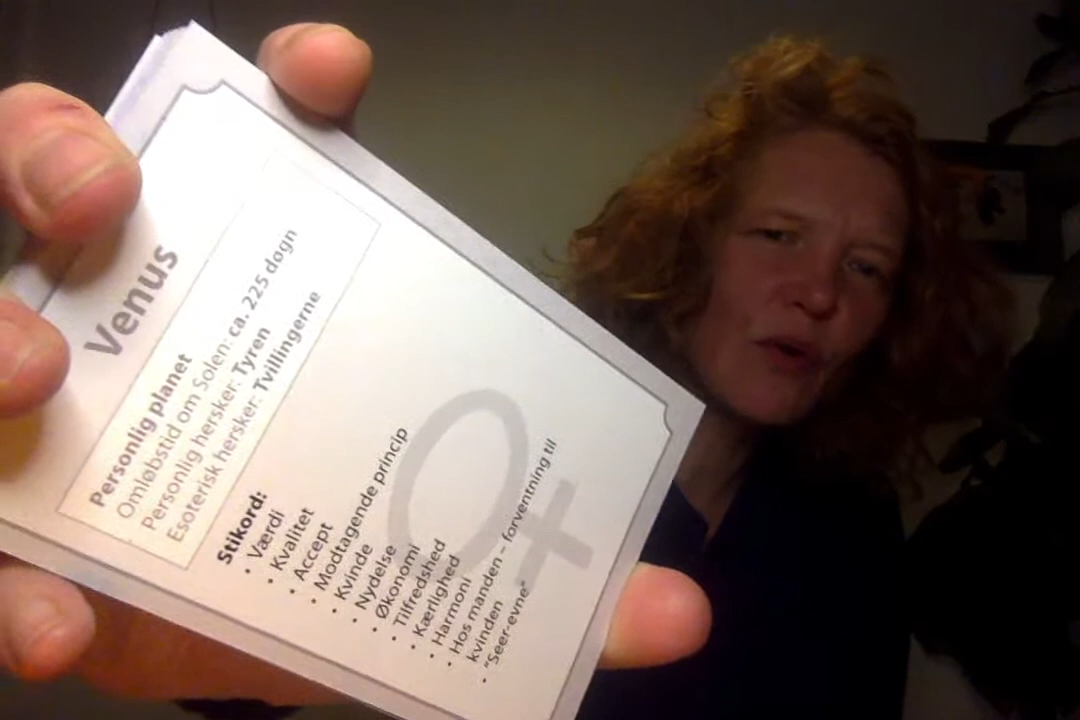 Venus
Personlig planet
Omløbstid om Solen: ca. 225 døgn
Personlig hersker: Tyren
Esoterisk hersker: Tvillingerne
Stikord:
• Værdi
• Kvalitet
• Accept
• Modtagende princip
• Kvinde
• Nydelse
• Økonomi
• Tilfredshed
• Kærlighed
• Harmoni
• Hos manden – forventning til
kvinden
• "Seer-evne"